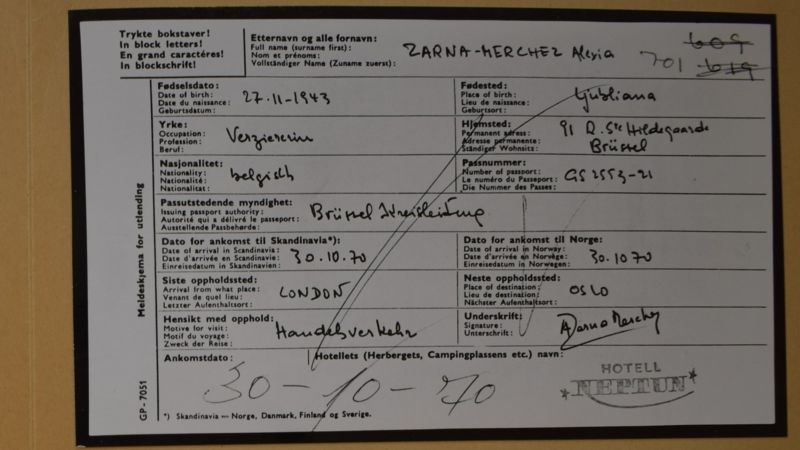 Trykte bokstaver!
In block letters!
En grand caractéres!
In blockschrift!
Etternavn og alle fornavn:
Full name (surname first):
Nom et prénoms:
Vollständiger Name (Zuname zuerst):
ZARNA-MERCHEZ Alexia
701
609
619
Fødselsdato:
Date of birth:
Date du naissance:
Geburtsdatum:
27.11-1943
Fødested:
Place of birth:
Lieu de naissance:
Geburtsort:
Ljubliana
Yrke:
Occupation:
Profession:
Beruf:
Verziererin
Hjemsted:
Permanent adress:
Adresse permanente:
Ständiger Wohnsitz:
91 R. Ste Hildegaarde
Brüssel
Nasjonalitet:
Nationality:
Nationalité:
Nationalitat:
belgisch
Passnummer:
Number of passport:
Le numéro du Passeport:
Die Nummer des Passes:
GS 2553-21
Passutstedende myndighet:
Issuing passport authority:
Autorité qui a délivré le passeport:
Ausstellende Passbehørde:
Brüssel Kreisleitung
Dato for ankomst til Skandinavia*):
Date of arrival in Scandinavia:
Date d'arrivée en Scandinavie:
Einreisedatum in Skandinavien:
30.10.70
Dato for ankomst til Norge:
Date of arrival in Norway:
Date d'arrivée en Norvège:
Einreisedatum in Norwegen:
30.10 70
Siste oppholdssted:
Arrival from what place:
Venant de quel lieu:
Letzter Aufenthaltsort:
LONDON
Neste oppholdssted:
Place of destination:
Lieu de destination:
Nächster Aufenthaltsort:
OSLO
Hensikt med opphold:
Motive for visit:
Motif du voyage:
Zweck der Reise:
Handelsverkehr
Underskrift:
Signature:
Unterschrift:
AZarna Merchez
Ankomstdato:
30-10-70
Hotellets (Herbergets, Campingplassens etc.) navn:
HOTELL
*NEPTUN*
*) Skandinavia = Norge, Danmark, Finland og Sverige.
Meldeskjema for utlending
GP-7051